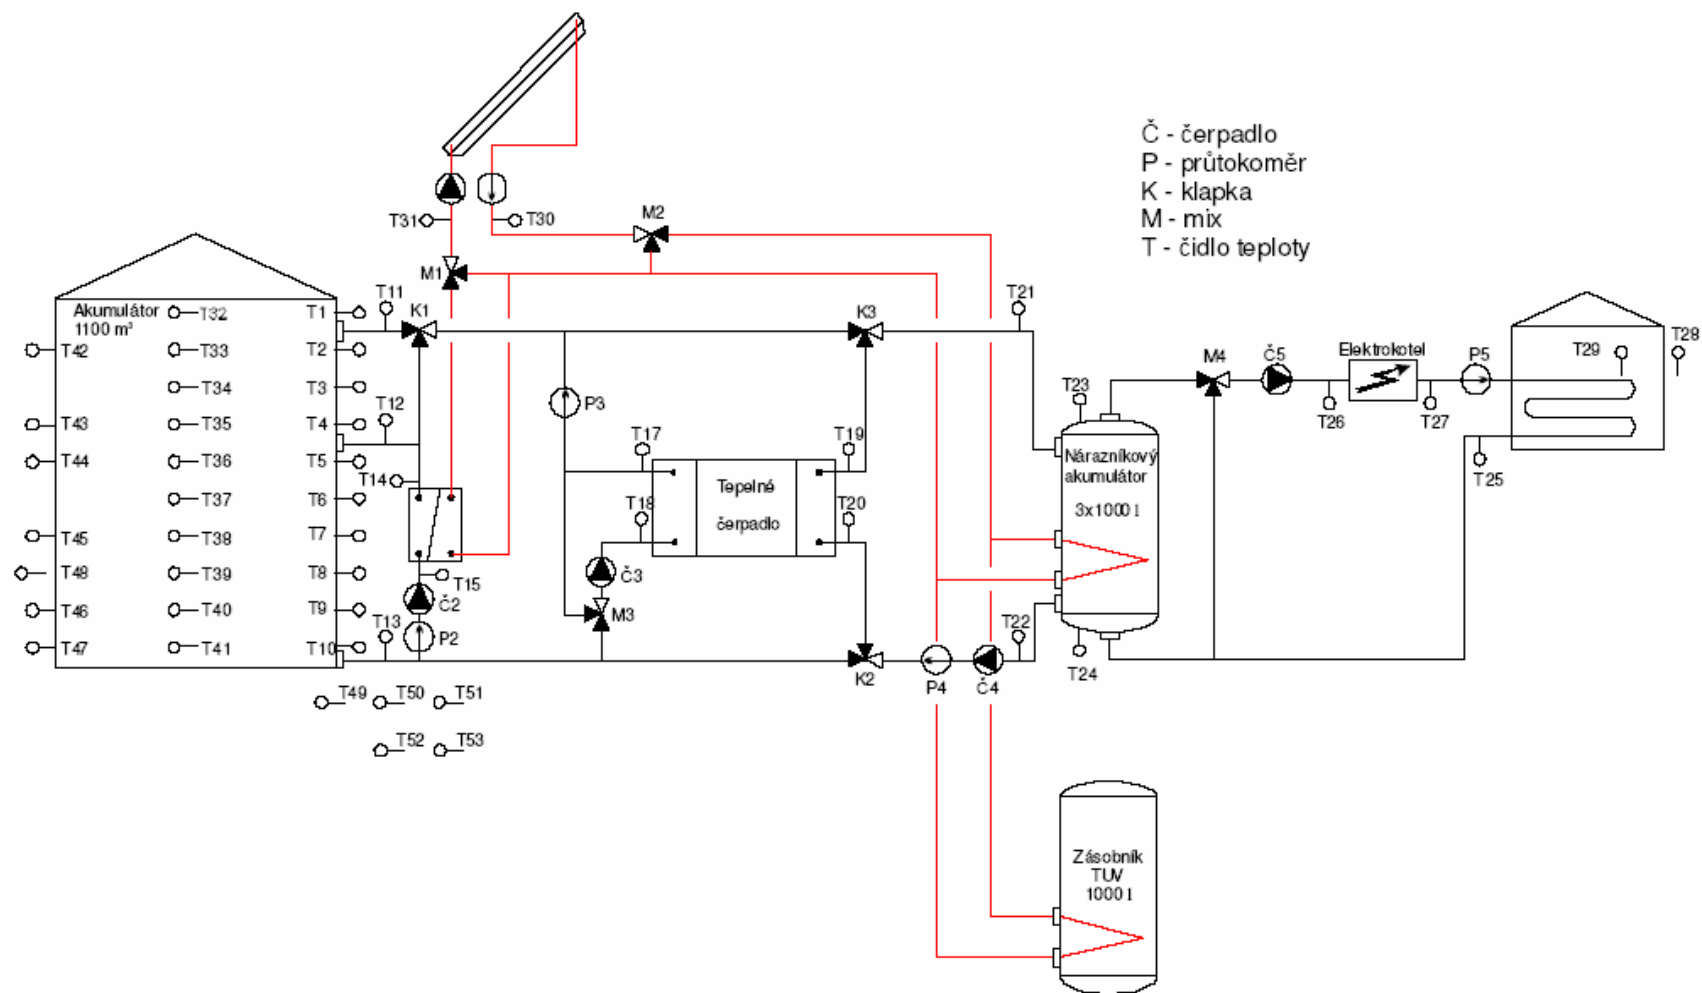 Č - čerpadlo
P - průtokoměr
K - klapka
M - mix
T - čidlo teploty
T31
T30
M2
M1
Akumulátor
1100 m³
T32
T1
T11
K1
K3
T21
T42
T33
T2
T34
T3
T43
T35
T4
T12
P3
T44
T36
T5
T14
T17
T19
T37
T6
T18
T20
Tepelné
čerpadlo
T45
T38
T7
T48
T39
T8
T15
Č3
T46
T40
T9
Č2
M3
T47
T41
T10
T13
P2
K2
P4
Č4
T22
T49
T50
T51
T52
T53
T23
Nárazníkový
akumulátor
3x1000 l
T24
M4
Č5
Elektrokotel
P5
T26
T27
T25
T29
T28
Zásobník
TUV
1000 l